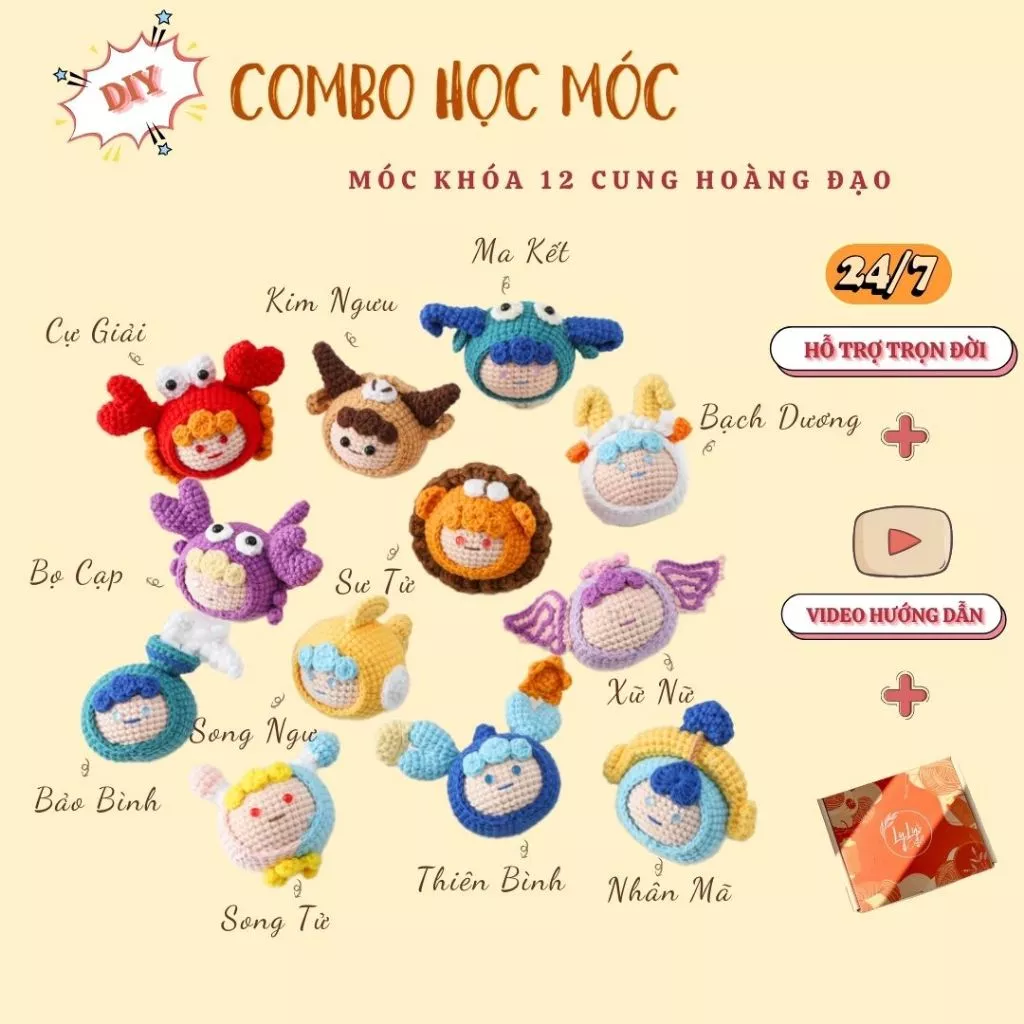 DIY
COMBO HỌC MÓC
MÓC KHÓA 12 CUNG HOÀNG ĐẠO
Ma Kết
24/7
Kim Ngưu
Cự Giải
HỖ TRỢ TRỌN ĐỜI
Bạch Dương
Bọ Cạp
Sư Tử
VIDEO HƯỚNG DẪN
Xữ Nữ
Song Ngư
Bảo Bình
Thiên Bình
Nhân Mã
Song Tử
LyLy